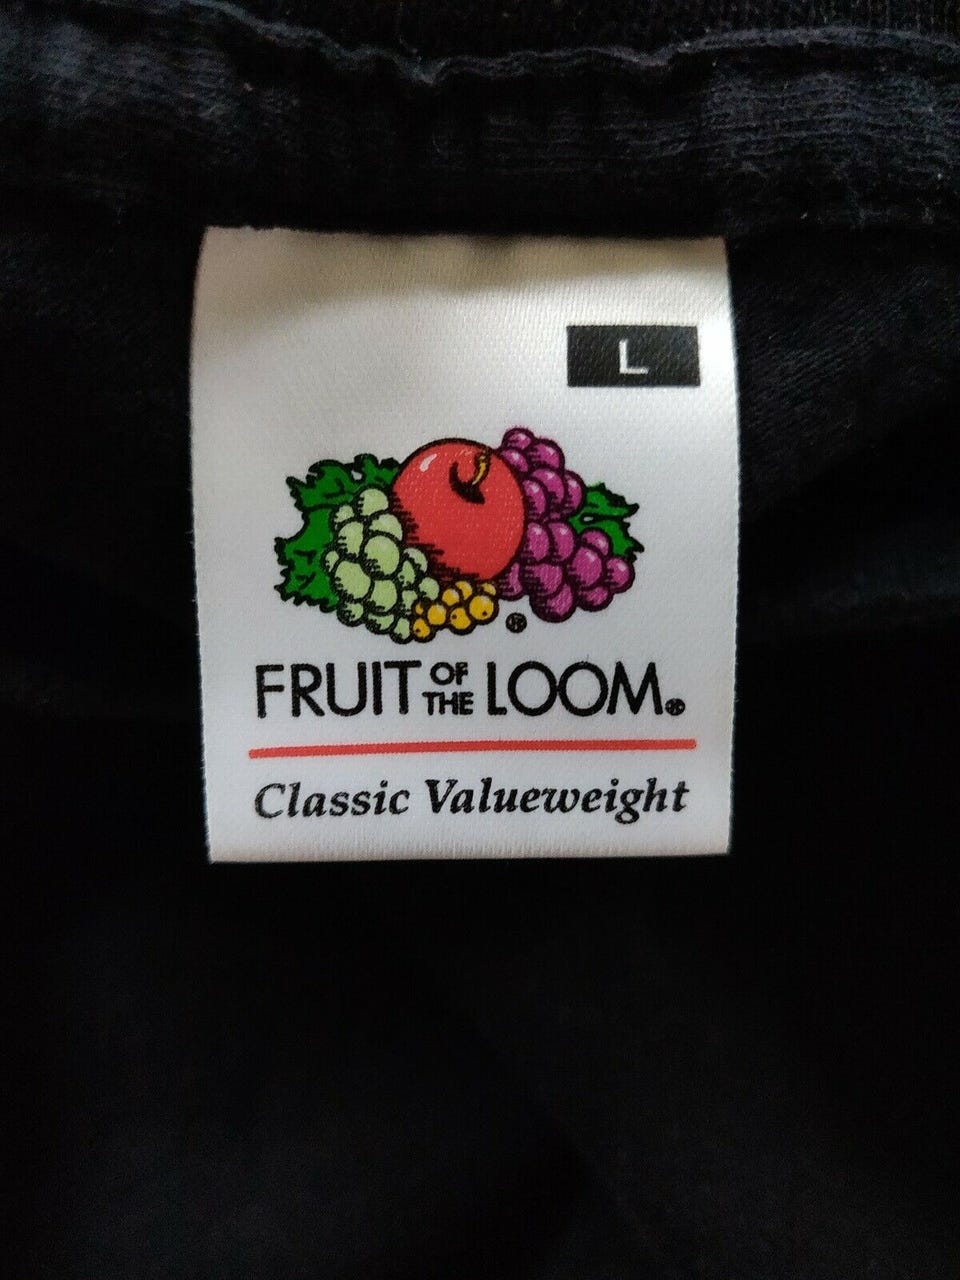 L
®
FRUIT OF THE LOOM®
Classic Valueweight